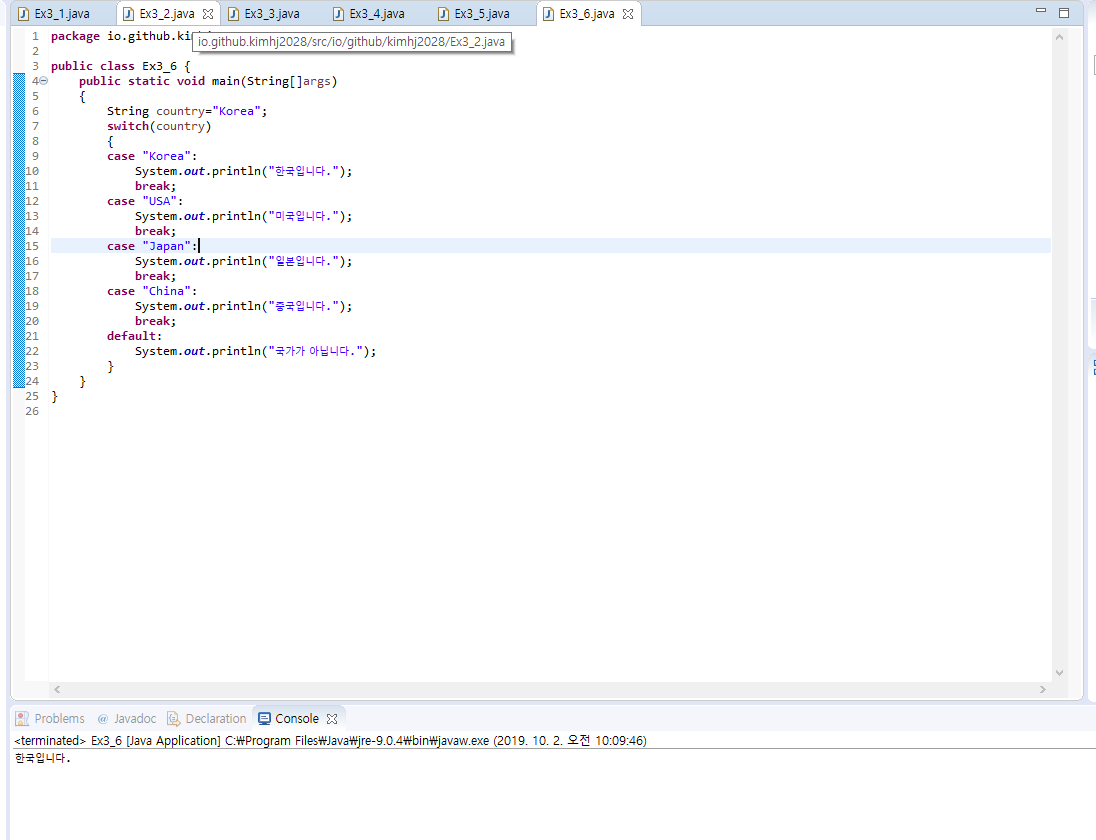 Ex3_1.java Ex3_2.java Ex3_3.java Ex3_4.java Ex3_5.java Ex3_6.java
1 package io.github.
io.github.kimhj2028/src/io/github/kimhj2028/Ex3_2.java
2
3 public class Ex3_6 {
4 public static void main(String[]args)
5 {
6 String country="Korea";
7 switch(country)
8 {
9 case "Korea":
10 System.out.println("한국입니다.");
11 break;
12 case "USA":
13 System.out.println("미국입니다.");
14 break;
15 case "Japan":
16 System.out.println("일본입니다.");
17 break;
18 case "China":
19 System.out.println("중국입니다.");
20 break;
21 default:
22 System.out.println("국가가 아닙니다.");
23 }
24 }
25 }
26
Problems @ Javadoc Declaration Console
<terminated> Ex3_6 [Java Application] C:₩Program Files₩Java₩jre-9.0.4₩bin₩javaw.exe (2019. 10. 2. 오전 10:09:46)
한국입니다.